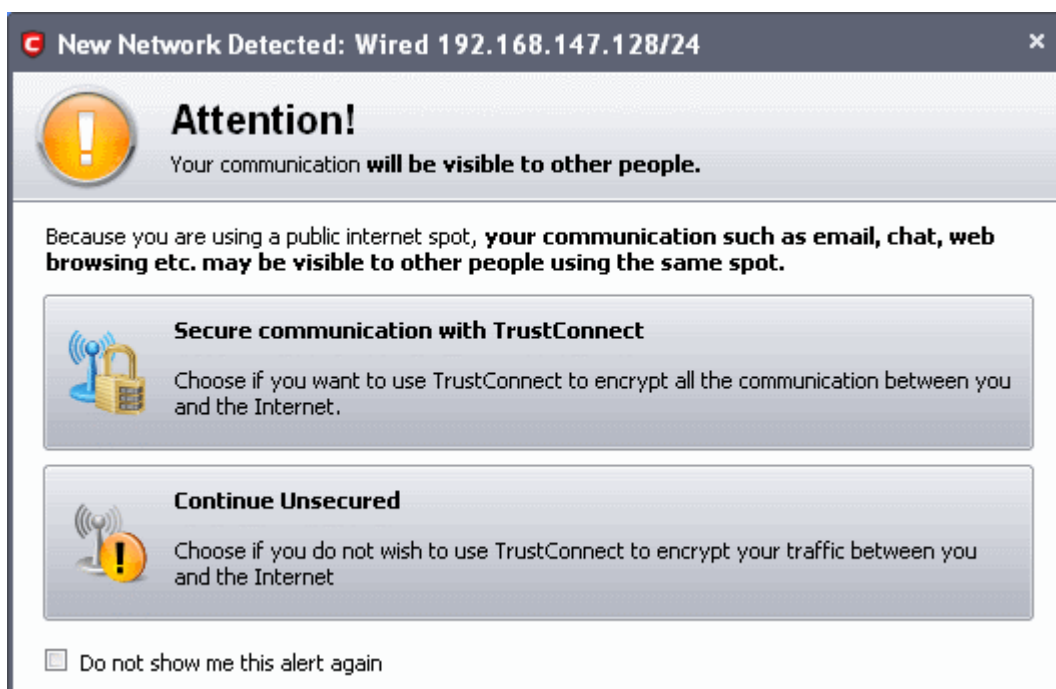 New Network Detected: Wired 192.168.147.128/24
Attention!
Your communication will be visible to other people.
Because you are using a public internet spot, your communication such as email, chat, web
browsing etc. may be visible to other people using the same spot.
Secure communication with TrustConnect
Choose if you want to use TrustConnect to encrypt all the communication between you
and the Internet.
Continue Unsecured
Choose if you do not wish to use TrustConnect to encrypt your traffic between you
and the Internet
Do not show me this alert again